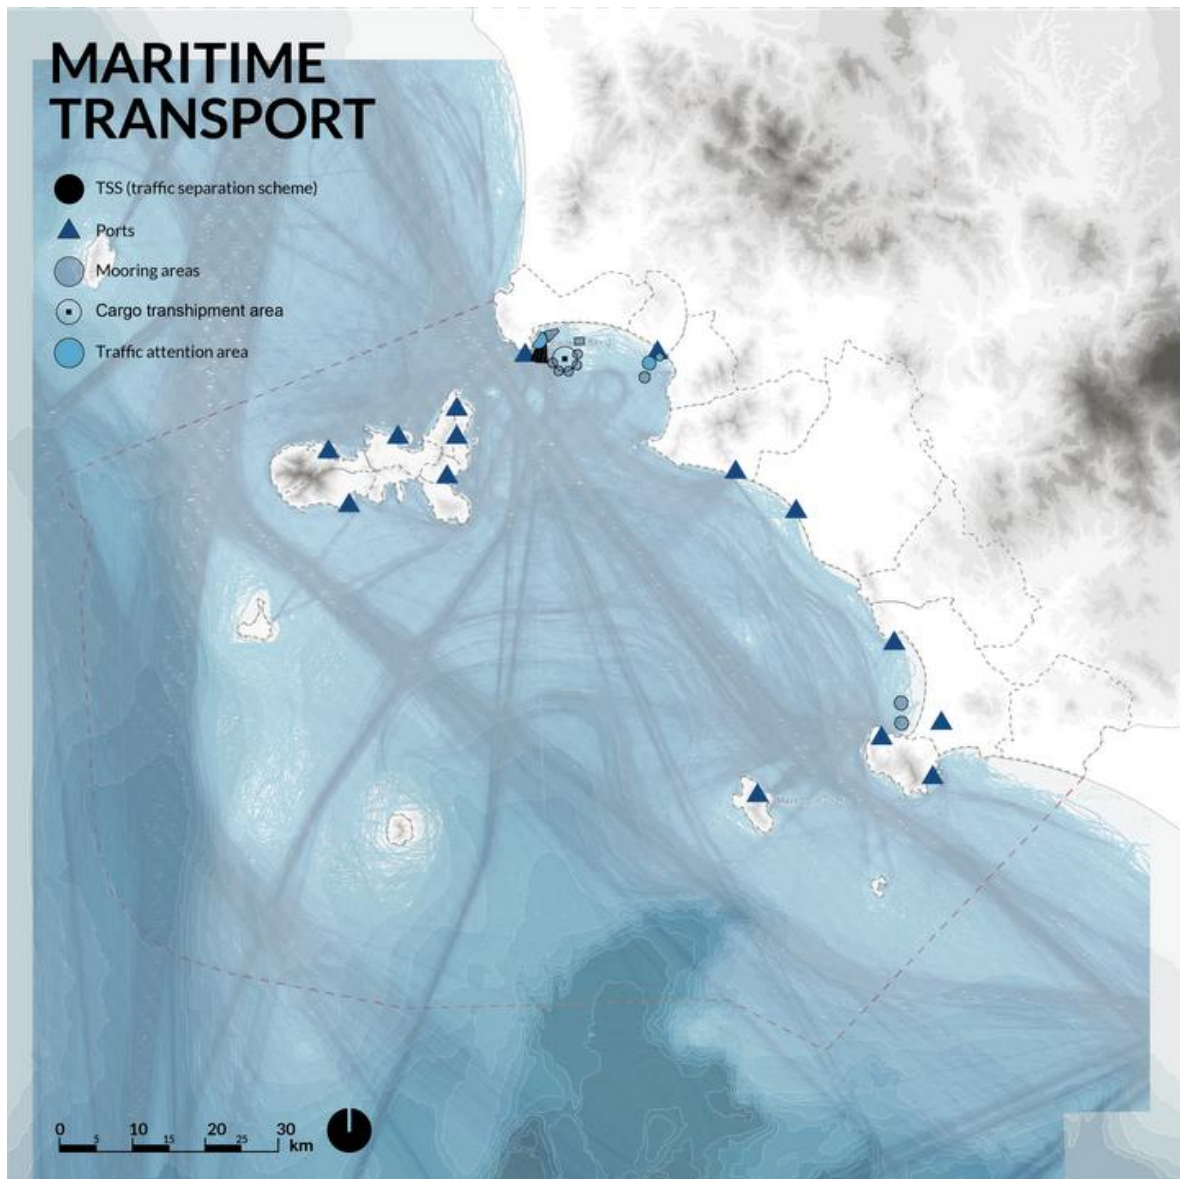 MARITIME
TRANSPORT
TSS (traffic separation scheme)
Ports
Mooring areas
Cargo transhipment area
Traffic attention area
0 10 20 30
5 15 25 km